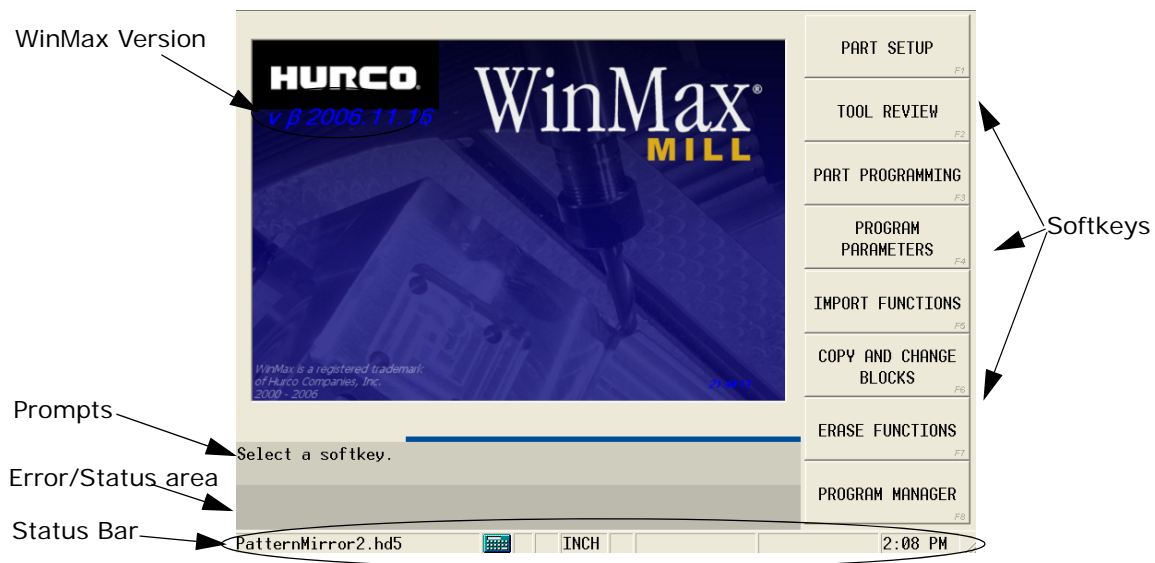 WinMax Version
HURCO.
v β 2006.11.16
WinMax®
MILL
WinMax is a registered trademark
of Hurco Companies, Inc.
2000 - 2006
PART SETUP
F1
TOOL REVIEW
F2
PART PROGRAMMING
F3
PROGRAM
PARAMETERS
F4
IMPORT FUNCTIONS
F5
COPY AND CHANGE
BLOCKS
F6
ERASE FUNCTIONS
F7
PROGRAM MANAGER
F8
Softkeys
Prompts
Select a softkey.
Error/Status area
Status Bar
PatternMirror2.hd5
INCH
2:08 PM